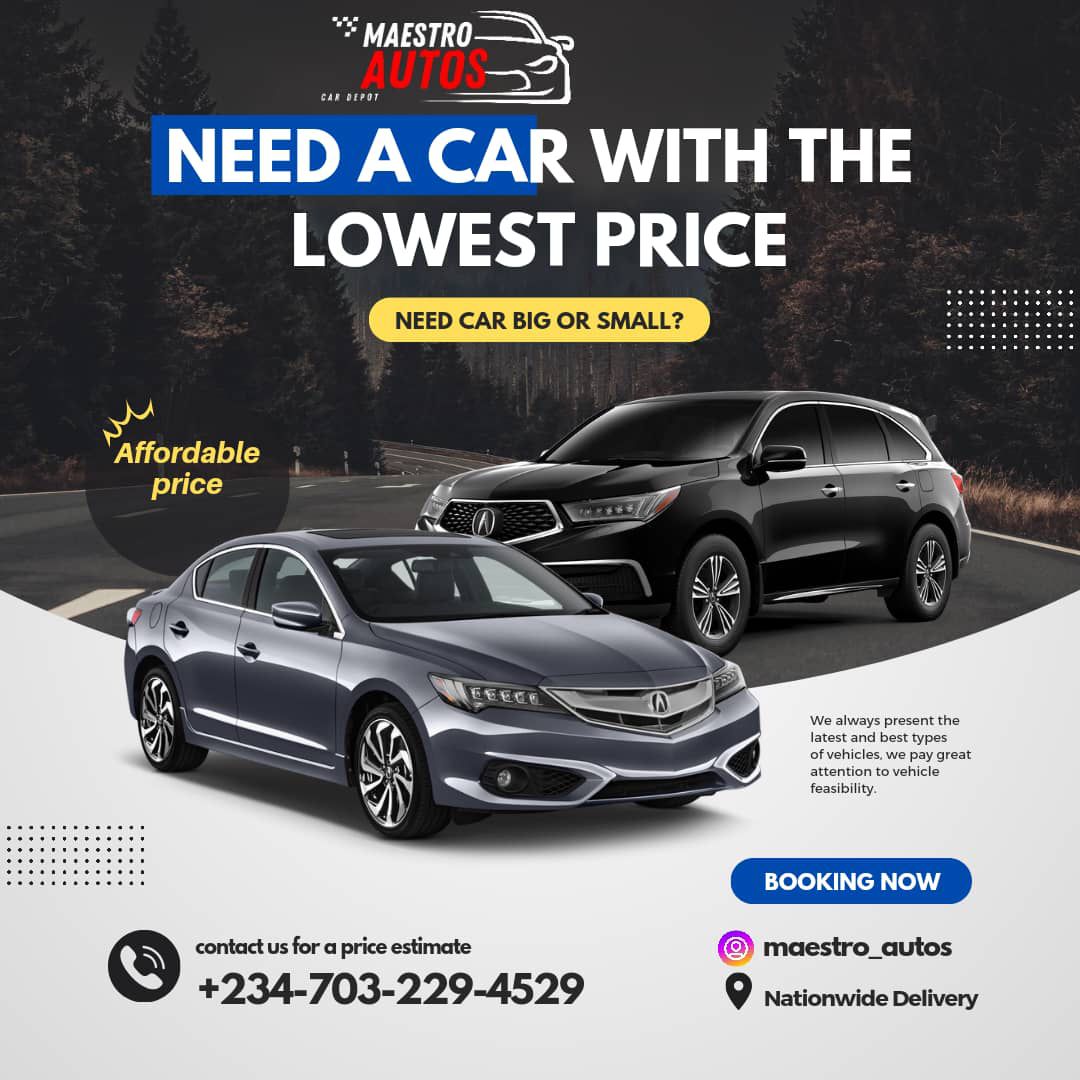 MAESTRO
AUTOS
CAR DEPOT
NEED A CAR WITH THE
LOWEST PRICE
NEED CAR BIG OR SMALL?
Affordable
price
We always present the
latest and best types
of vehicles, we pay great
attention to vehicle
feasibility.
BOOKING NOW
contact us for a price estimate
+234-703-229-4529
maestro_autos
Nationwide Delivery